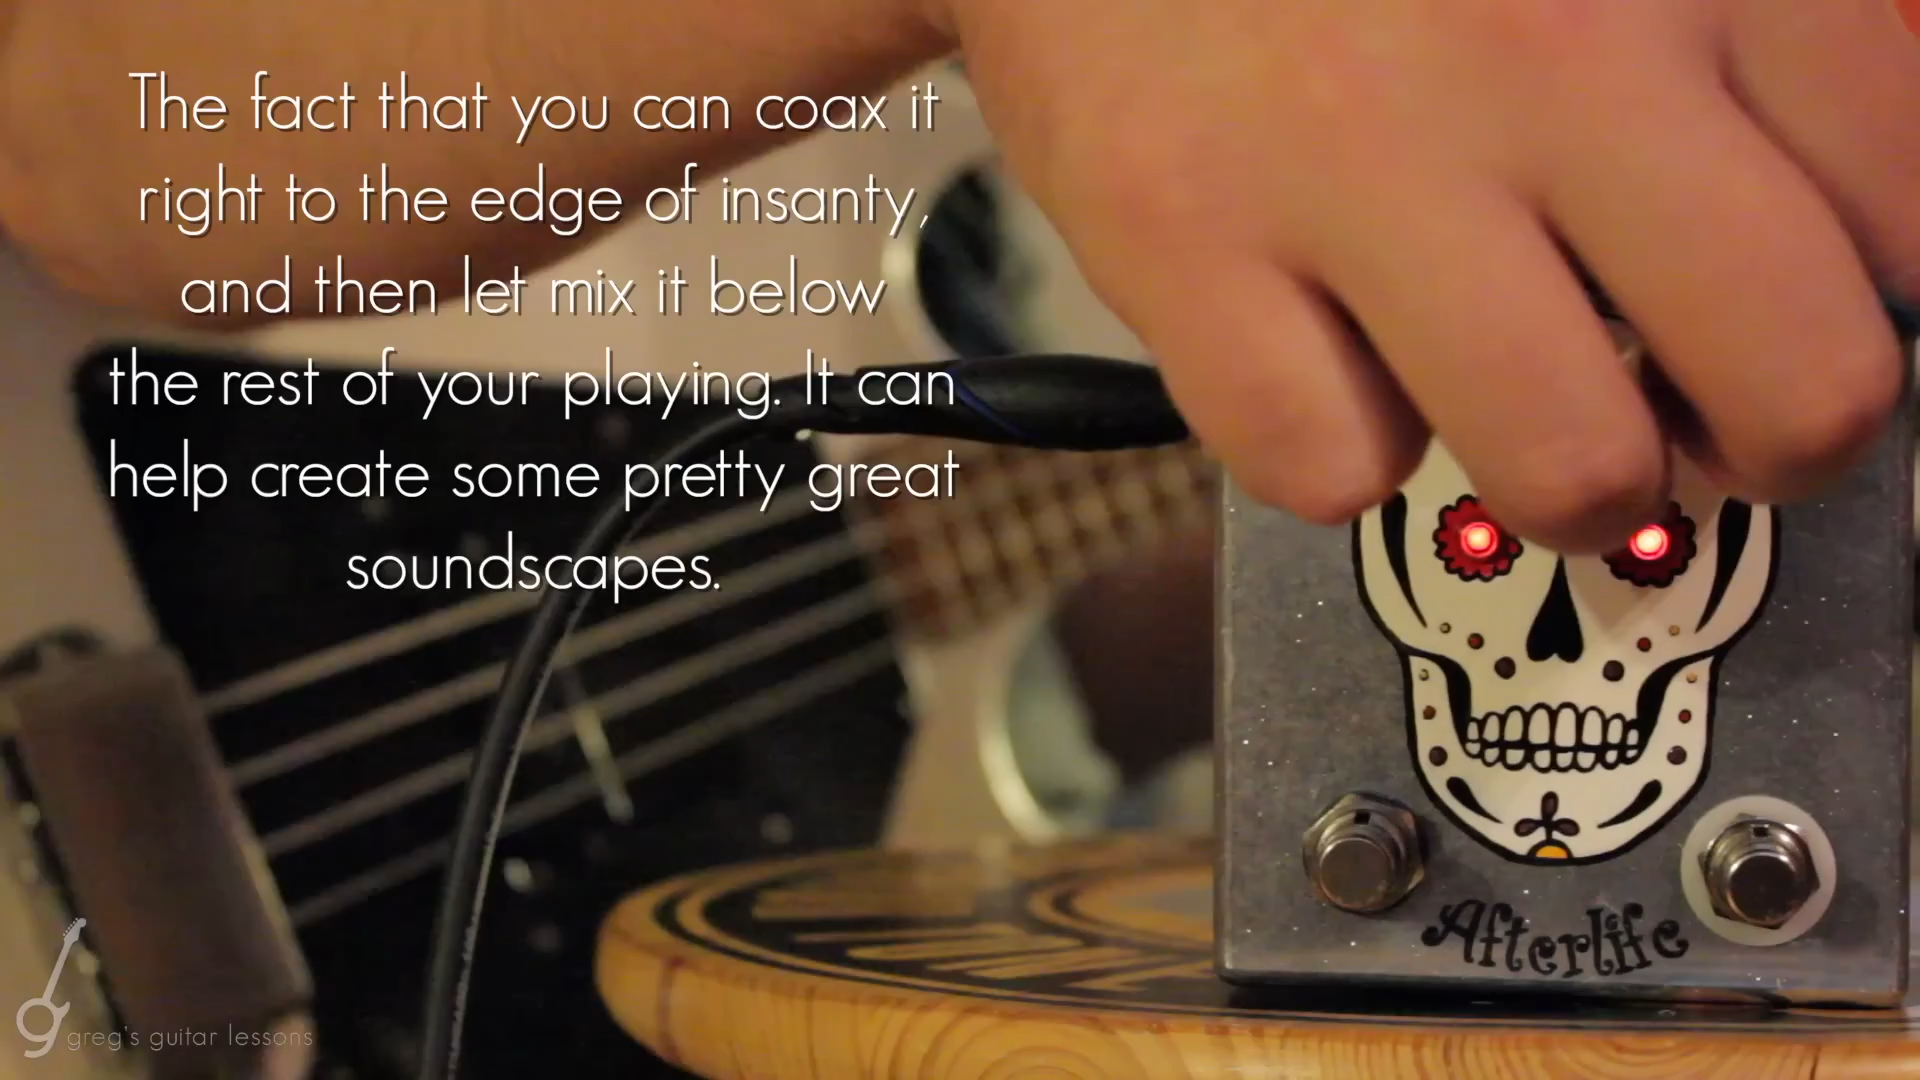 The fact that you can coax it
right to the edge of insanty,
and then let mix it below
the rest of your playing. It can
help create some pretty great
soundscapes.
Afterlife
greg's guitar lessons